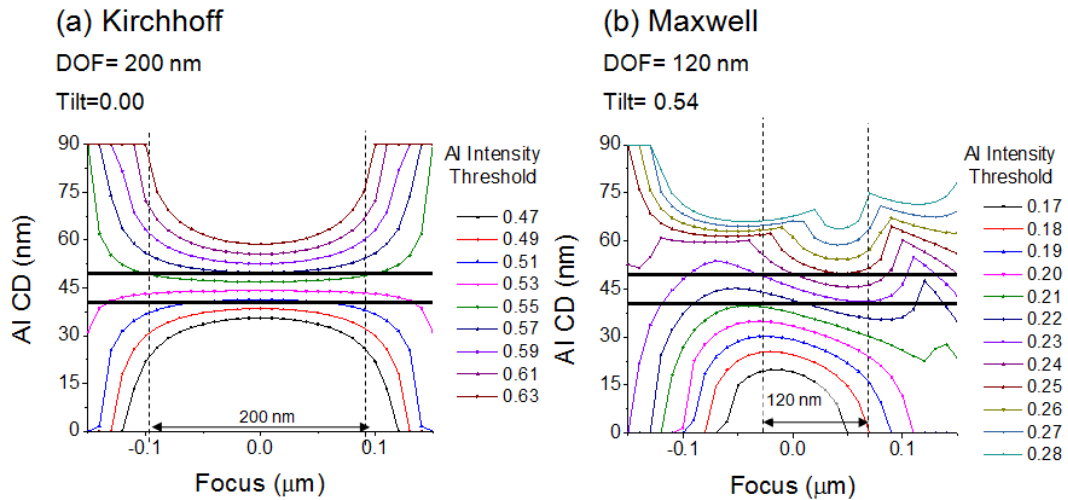 (a) Kirchhoff
DOF= 200 nm
Tilt=0.00
90
75
60
45
30
15
0
AI CD (nm)
-0.1
0.0
0.1
Focus (μm)
200 nm
AI Intensity
Threshold
0.47
0.49
0.51
0.53
0.55
0.57
0.59
0.61
0.63
(b) Maxwell
DOF= 120 nm
Tilt= 0.54
90
75
60
45
30
15
0
AI CD (nm)
-0.1
0.0
0.1
Focus (μm)
120 nm
AI Intensity
Threshold
0.17
0.18
0.19
0.20
0.21
0.22
0.23
0.24
0.25
0.26
0.27
0.28